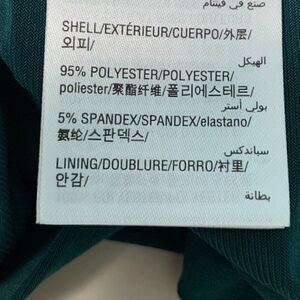 صنع في فيتنام
SHELL/EXTÉRIEUR/CUERPO/外层/
외피/
الهيكل
95% POLYESTER/POLYESTER/
poliester/聚酯纤维/폴리에스테르/
بولي أستر
5% SPANDEX/SPANDEX/elastano/
氨纶/스판덱스/
سباندكس
LINING/DOUBLURE/FORRO/衬里/
안감/
بطانة